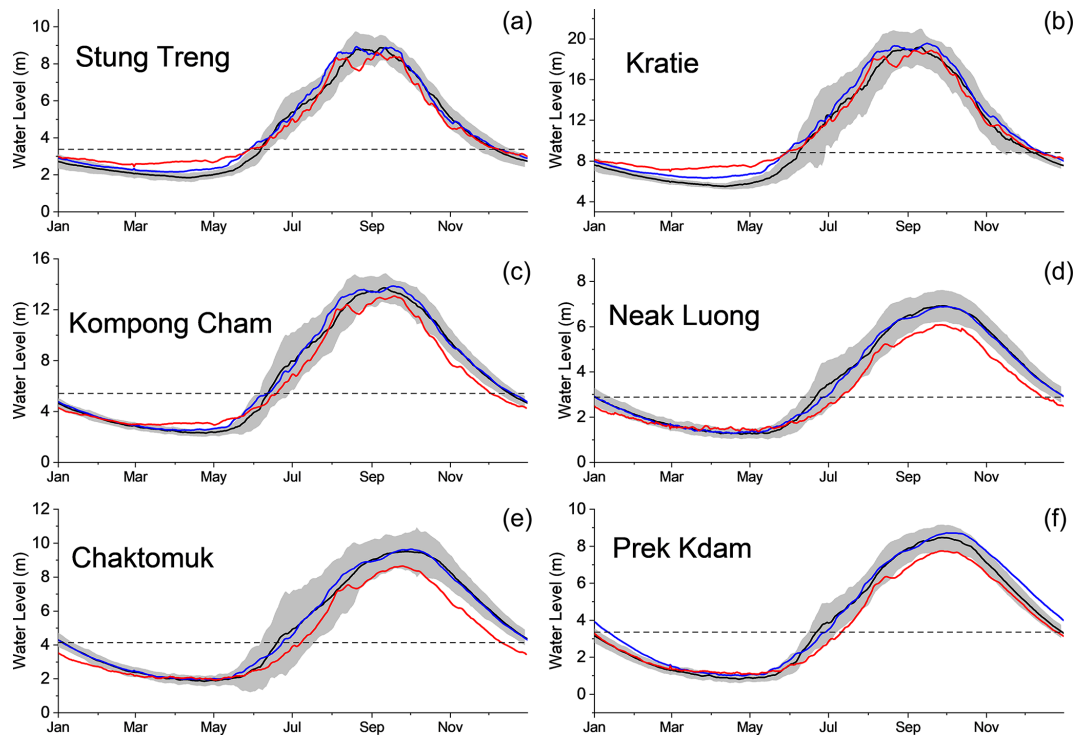 (a)
Stung Treng
Water Level (m)
10
8
6
4
2
0
Jan Mar May Jul Sep Nov
(b)
Kratie
Water Level (m)
20
16
12
8
4
Jan Mar May Jul Sep Nov
(c)
Kompong Cham
Water Level (m)
16
12
8
4
0
Jan Mar May Jul Sep Nov
(d)
Neak Luong
Water Level (m)
8
6
4
2
0
Jan Mar May Jul Sep Nov
(e)
Chaktomuk
Water Level (m)
12
10
8
6
4
2
0
Jan Mar May Jul Sep Nov
(f)
Prek Kdam
Water Level (m)
10
8
6
4
2
0
Jan Mar May Jul Sep Nov